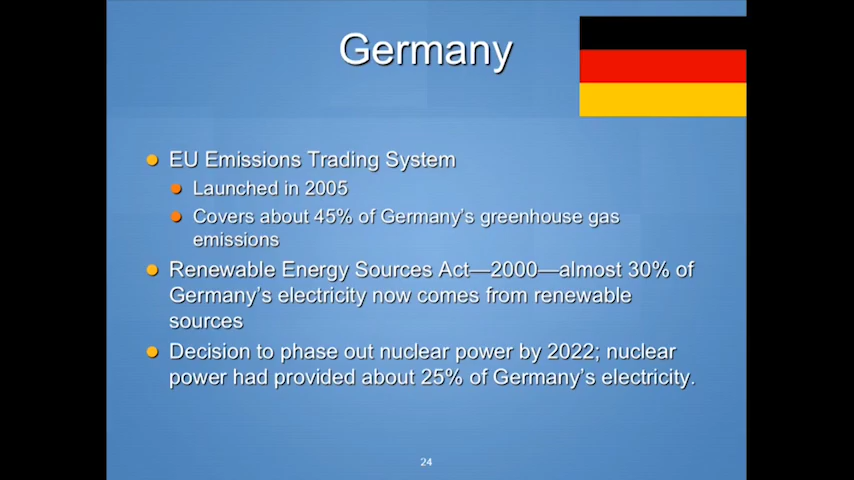 Germany
EU Emissions Trading System
Launched in 2005
Covers about 45% of Germany's greenhouse gas
emissions
Renewable Energy Sources Act—2000—almost 30% of
Germany's electricity now comes from renewable
sources
Decision to phase out nuclear power by 2022; nuclear
power had provided about 25% of Germany's electricity.
24